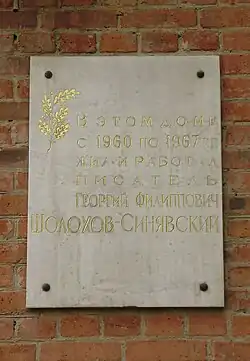 В ЭТОМ ДОМЕ
С 1960 ПО 1967 Г
ЖИЛ И РАБОТАЛ
ПИСАТЕЛЬ
ГЕОРГИЙ ФИЛИППОВИЧ
ШОЛОХОВ-СИНЯВСКИЙ